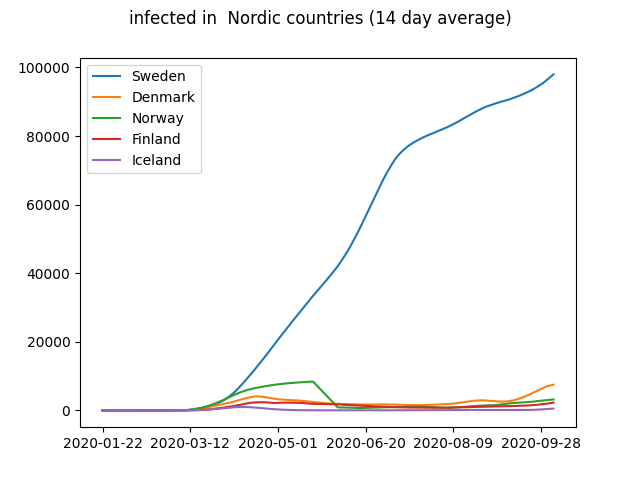 infected in  Nordic countries (14 day average)
100000
80000
60000
40000
20000
0
Sweden
Denmark
Norway
Finland
Iceland
2020-01-22 2020-03-12 2020-05-01 2020-06-20 2020-08-09 2020-09-28